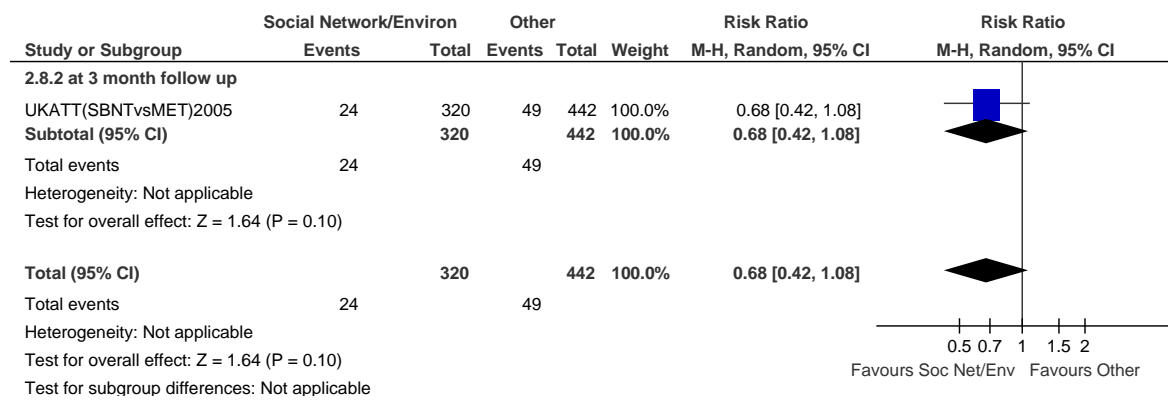 Social Network/Environ Other Risk Ratio Risk Ratio
Study or Subgroup Events Total Events Total Weight M-H, Random, 95% CI M-H, Random, 95% CI
2.8.2 at 3 month follow up
UKATT(SBNTvsMET)2005 24 320 49 442 100.0% 0.68 [0.42, 1.08]
Subtotal (95% CI) 320 442 100.0% 0.68 [0.42, 1.08]
Total events 24 49
Heterogeneity: Not applicable
Test for overall effect: Z = 1.64 (P = 0.10)
Total (95% CI) 320 442 100.0% 0.68 [0.42, 1.08]
Total events 24 49
Heterogeneity: Not applicable
Test for overall effect: Z = 1.64 (P = 0.10)
Test for subgroup differences: Not applicable
0.5 0.7 1 1.5 2
Favours Soc Net/Env Favours Other